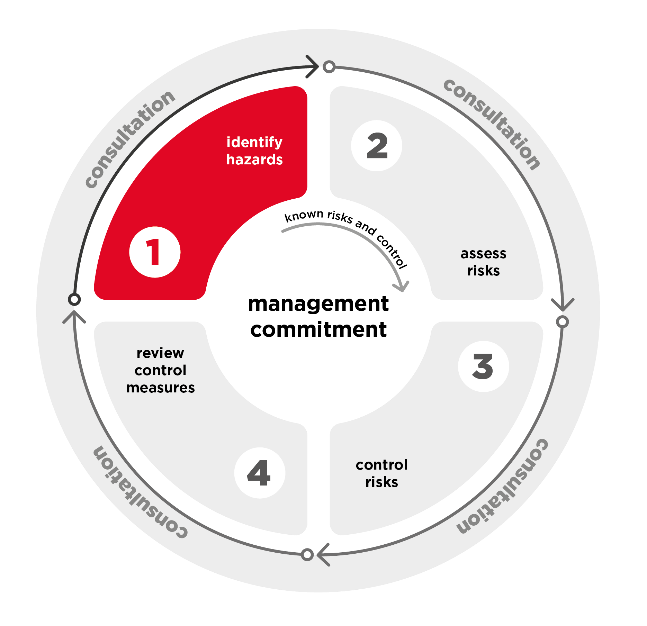 consultation
consultation
identify
hazards
1
2
assess
risks
known risks and control
management
commitment
review
control
measures
4
3
control
risks
consultation
consultation